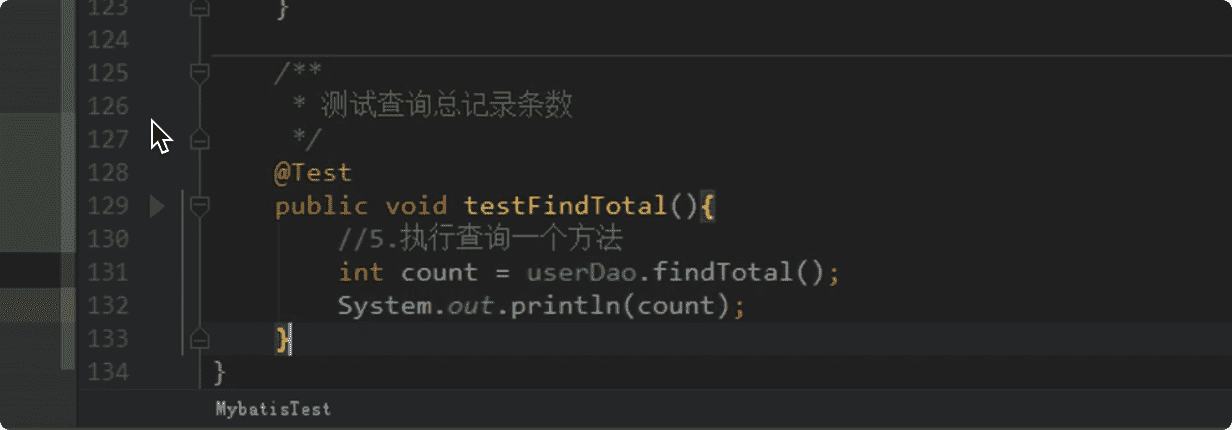 123 }
124
125 /**
126 * 测试查询总记录条数
127 */
128 @Test
129 public void testFindTotal(){
130 //5.执行查询一个方法
131 int count = userDao.findTotal();
132 System.out.println(count);
133 }
134 }
MybatisTest